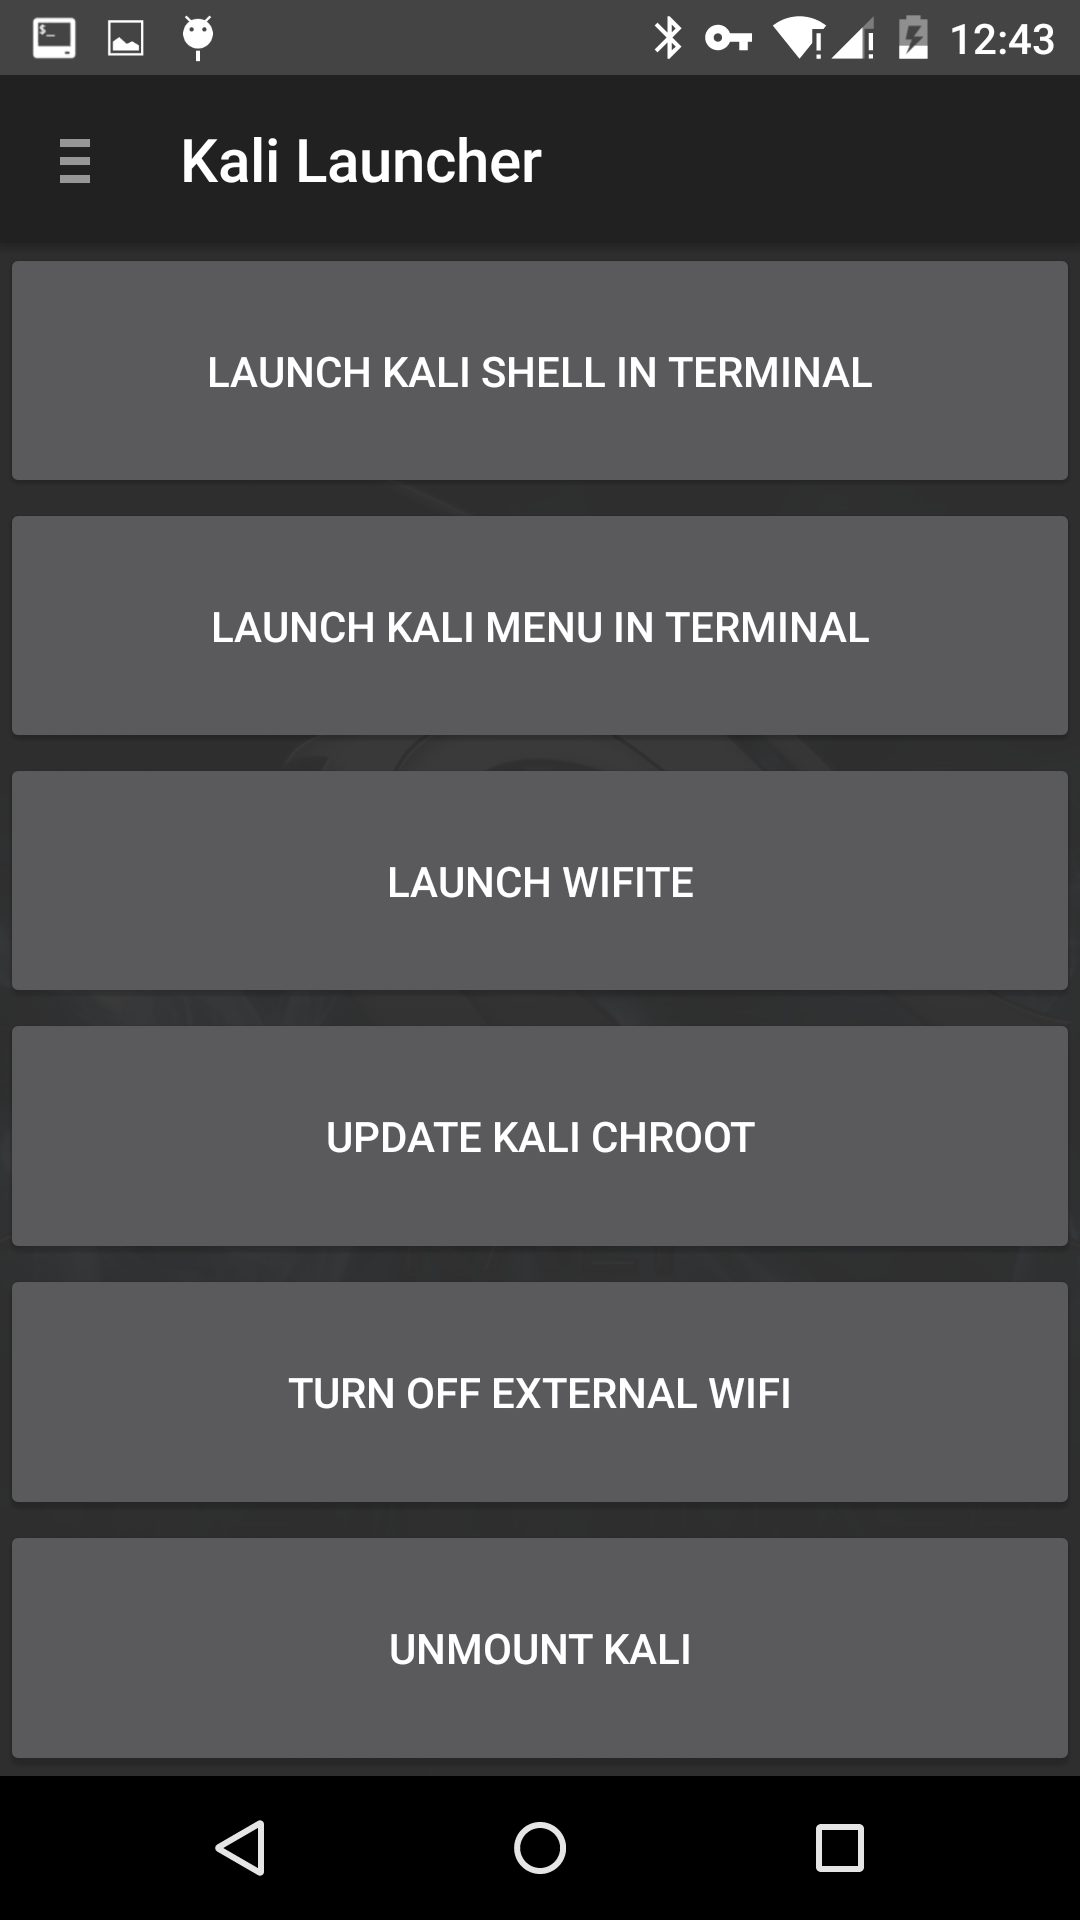 12:43
Kali Launcher
LAUNCH KALI SHELL IN TERMINAL
LAUNCH KALI MENU IN TERMINAL
LAUNCH WIFITE
UPDATE KALI CHROOT
TURN OFF EXTERNAL WIFI
UNMOUNT KALI